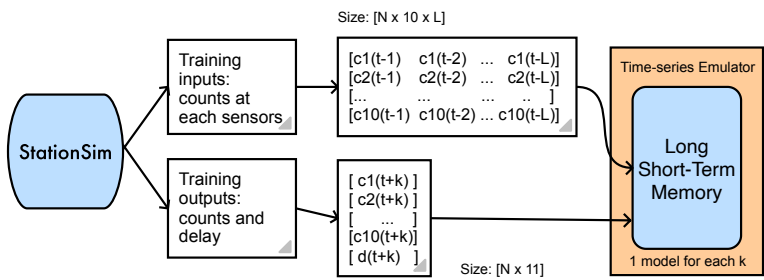 Size: [N x 10 x L]
Training
inputs:
counts at
each sensors
[c1(t-1) c1(t-2) ... c1(t-L)]
[c2(t-1) c2(t-2) ... c2(t-L)]
[... ... ... .. ]
[c10(t-1) c10(t-2) ... c10(t-L)]
Time-series Emulator
StationSim
Long
Short-Term
Memory
Training
outputs:
counts and
delay
[ c1(t+k) ]
[ c2(t+k) ]
[ ... ]
[c10(t+k)]
[ d(t+k) ]
1 model for each k
Size: [N x 11]